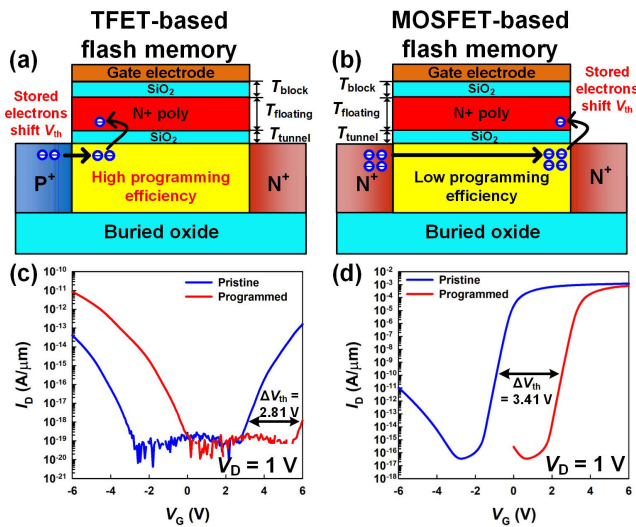 TFET-based
flash memory
MOSFET-based
flash memory
(a)
Gate electrode
SiO2
N+ poly
SiO2
Tblock
Tfloating
Ttunnel
Stored
electrons
shift Vth
P+
High programming
efficiency
N+
Buried oxide
(b)
Gate electrode
SiO2
N+ poly
SiO2
Tblock
Tfloating
Ttunnel
Stored
electrons
shift Vth
N+
Low programming
efficiency
N+
Buried oxide
(c)
10-10
10-11
10-12
10-13
10-14
10-15
10-16
10-17
10-18
10-19
10-20
10-21
ID (A/μm)
Pristine
Programmed
ΔVth =
2.81 V
VD = 1 V
-6 -4 -2 0 2 4 6
VG (V)
(d)
10-2
10-3
10-4
10-5
10-6
10-7
10-8
10-9
10-10
10-11
10-12
10-13
10-14
10-15
10-16
10-17
10-18
ID (A/μm)
Pristine
Programmed
ΔVth
= 3.41 V
VD = 1 V
-6 -4 -2 0 2 4 6
VG (V)